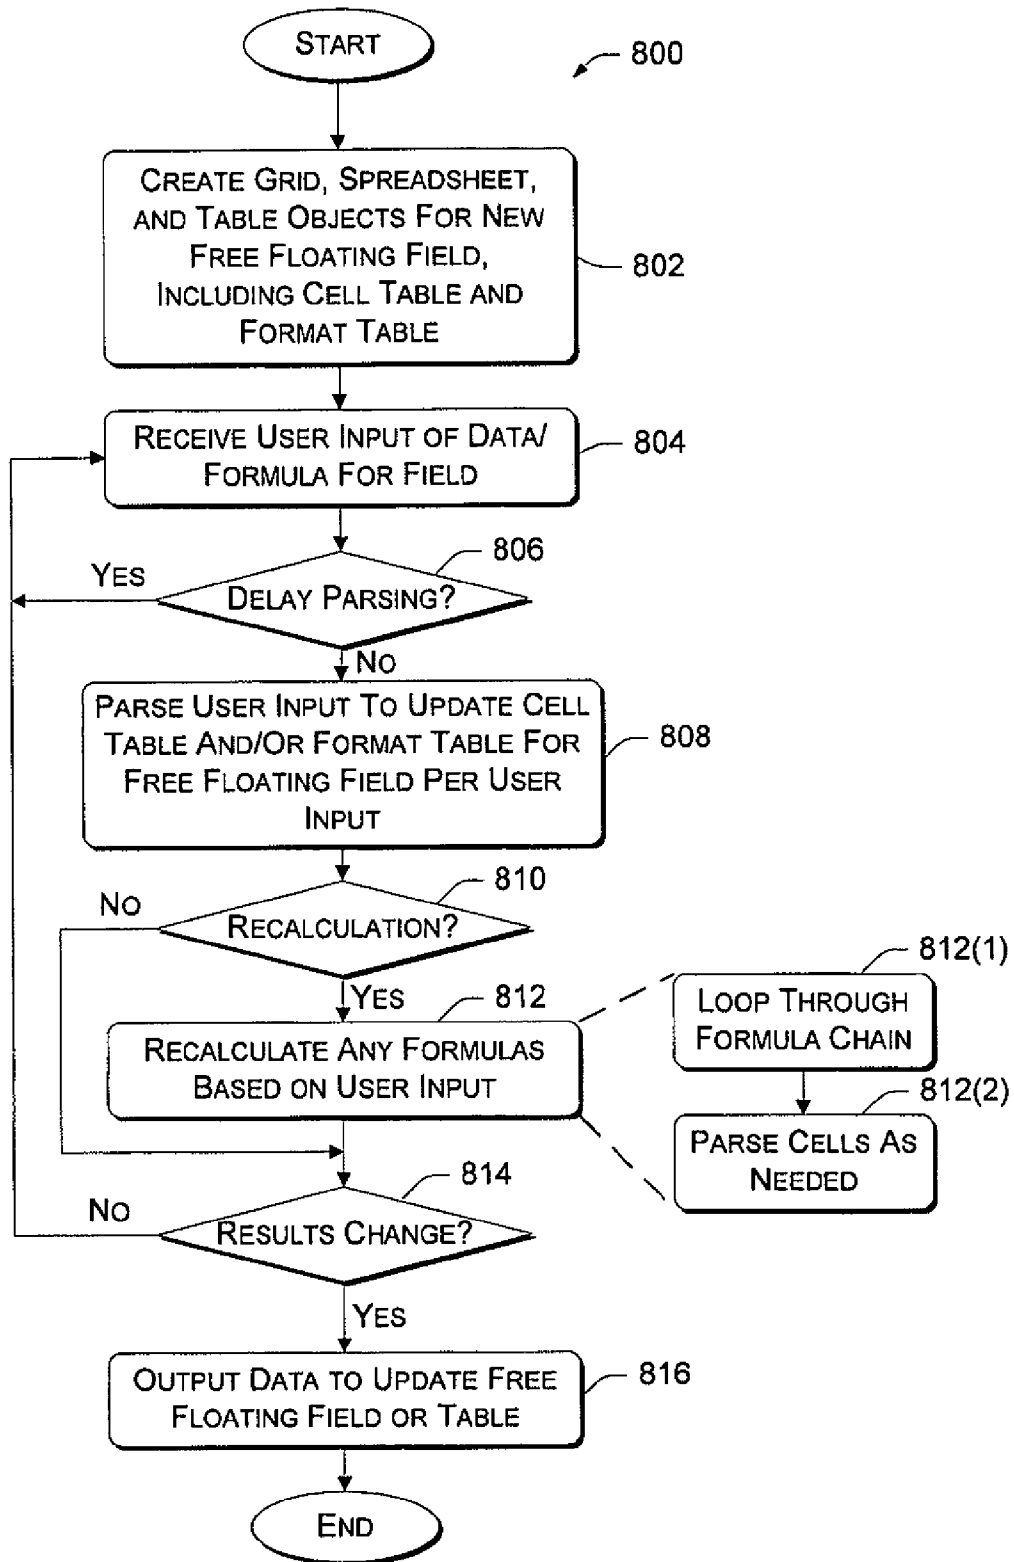 START
800
CREATE GRID, SPREADSHEET,
AND TABLE OBJECTS FOR NEW
FREE FLOATING FIELD,
INCLUDING CELL TABLE AND
FORMAT TABLE
802
RECEIVE USER INPUT OF DATA/
FORMULA FOR FIELD
804
806
YES
DELAY PARSING?
NO
PARSE USER INPUT TO UPDATE CELL
TABLE AND/OR FORMAT TABLE FOR
FREE FLOATING FIELD PER USER
INPUT
808
810
NO
RECALCULATION?
YES
812
RECALCULATE ANY FORMULAS
BASED ON USER INPUT
812(1)
LOOP THROUGH
FORMULA CHAIN
812(2)
PARSE CELLS AS
NEEDED
814
NO
RESULTS CHANGE?
YES
OUTPUT DATA TO UPDATE FREE
FLOATING FIELD OR TABLE
816
END